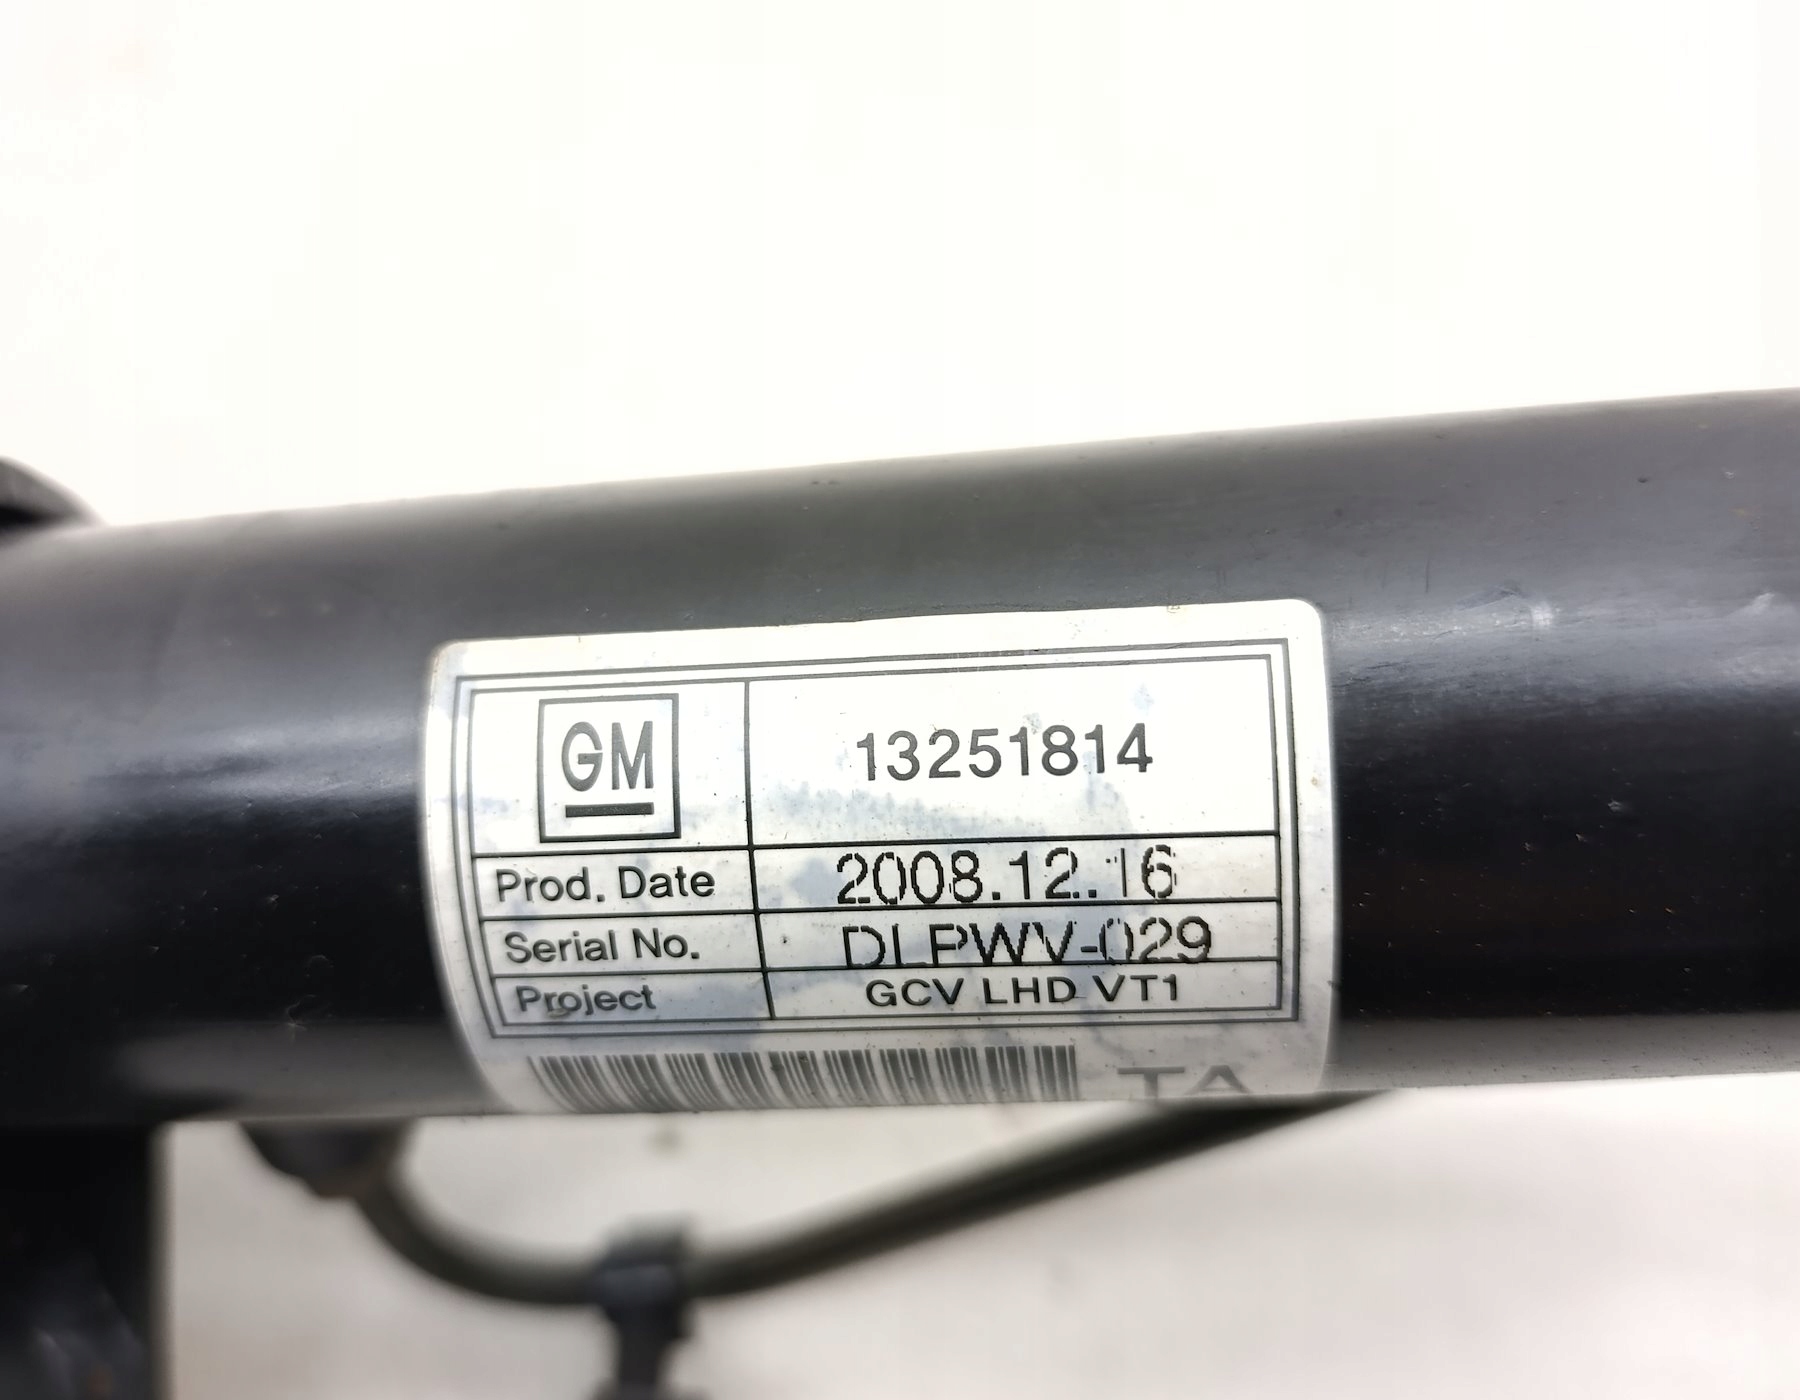 GM 13251814
Prod. Date 2008.12.16
Serial No. DLPWV-029
Project GCV LHD VT1
TA